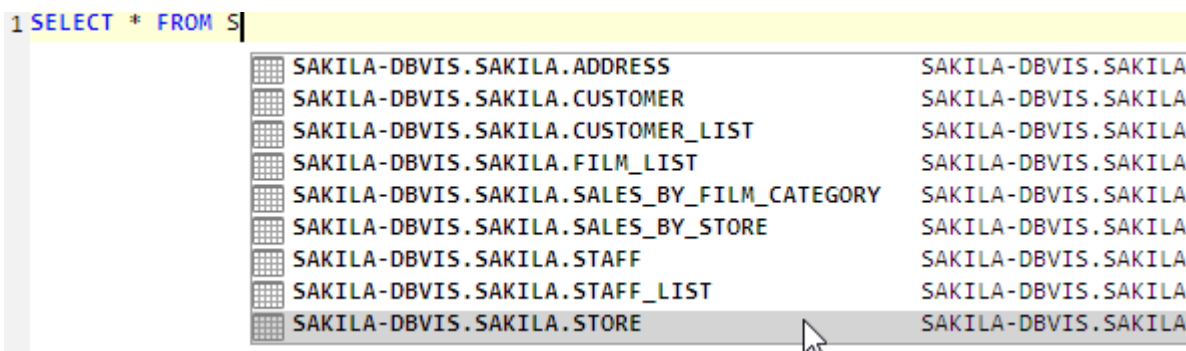 1 SELECT * FROM S
SAKILA-DBVIS.SAKILA.ADDRESS SAKILA-DBVIS.SAKILA
SAKILA-DBVIS.SAKILA.CUSTOMER SAKILA-DBVIS.SAKILA
SAKILA-DBVIS.SAKILA.CUSTOMER_LIST SAKILA-DBVIS.SAKILA
SAKILA-DBVIS.SAKILA.FILM_LIST SAKILA-DBVIS.SAKILA
SAKILA-DBVIS.SAKILA.SALES_BY_FILM_CATEGORY SAKILA-DBVIS.SAKILA
SAKILA-DBVIS.SAKILA.SALES_BY_STORE SAKILA-DBVIS.SAKILA
SAKILA-DBVIS.SAKILA.STAFF SAKILA-DBVIS.SAKILA
SAKILA-DBVIS.SAKILA.STAFF_LIST SAKILA-DBVIS.SAKILA
SAKILA-DBVIS.SAKILA.STORE SAKILA-DBVIS.SAKILA